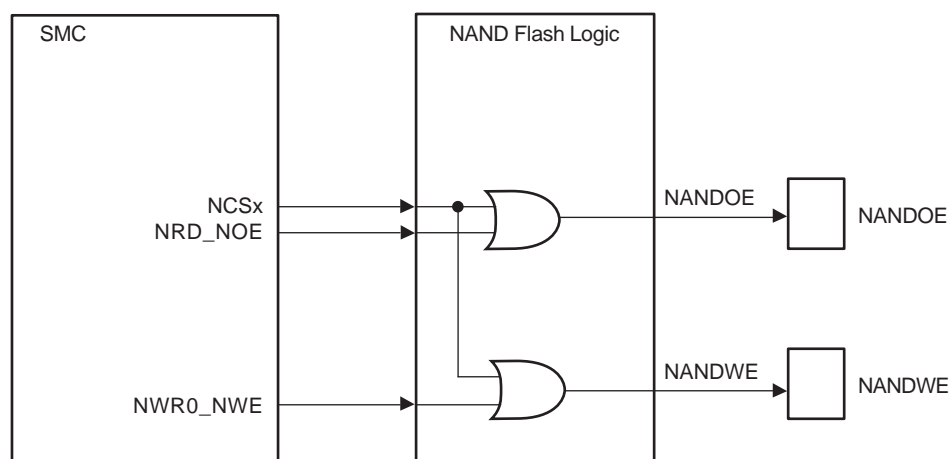 SMC
NAND Flash Logic
NCSx
NRD_NOE
NANDOE
NANDOE
NWR0_NWE
NANDWE
NANDWE